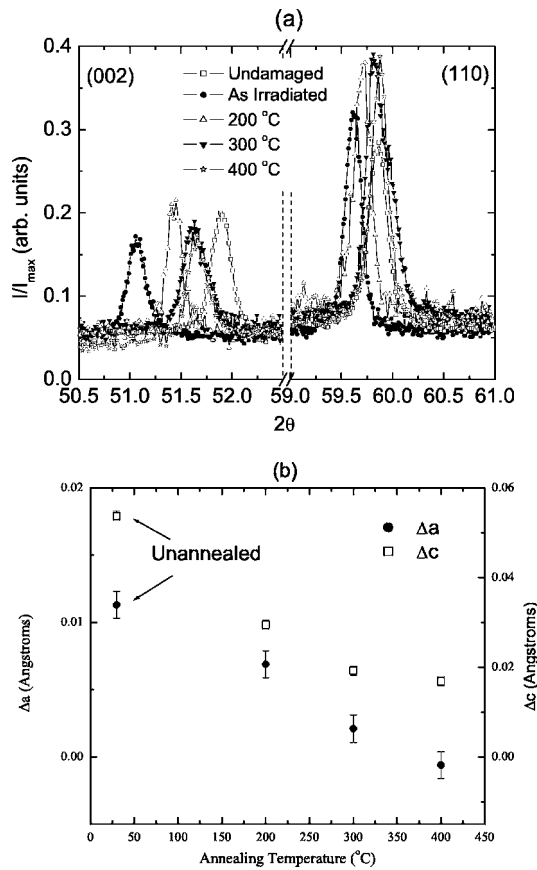 (a)
(002)
(110)
Undamaged
As Irradiated
200 °C
300 °C
400 °C
I/Imax (arb. units)
0.4
0.3
0.2
0.1
0.0
50.5 51.0 51.5 52.0 59.0 59.5 60.0 60.5 61.0
2θ
(b)
Unannealed
Δa
Δc
Δa (Angstroms)
0.02
0.01
0.00
Δc (Angstroms)
0.06
0.04
0.02
0.00
0 50 100 150 200 250 300 350 400 450
Annealing Temperature (°C)